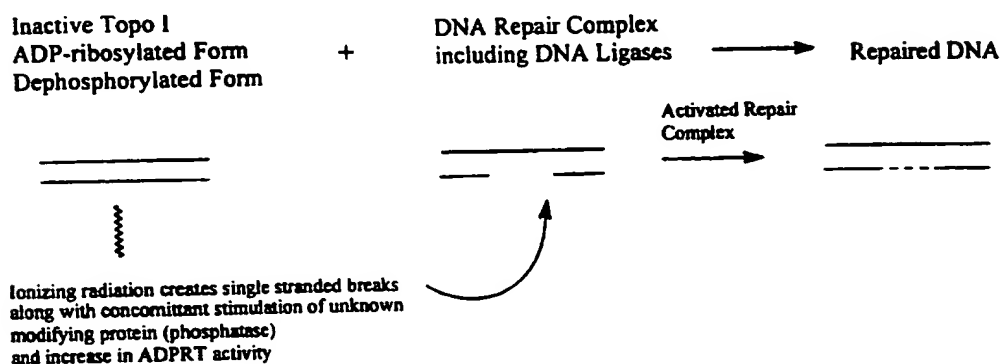 Inactive Topo I
ADP-ribosylated Form
Dephosphorylated Form
+
DNA Repair Complex
including DNA Ligases
Repaired DNA
Activated Repair
Complex
Ionizing radiation creates single stranded breaks
along with concomittant stimulation of unknown
modifying protein (phosphatase)
and increase in ADPRT activity